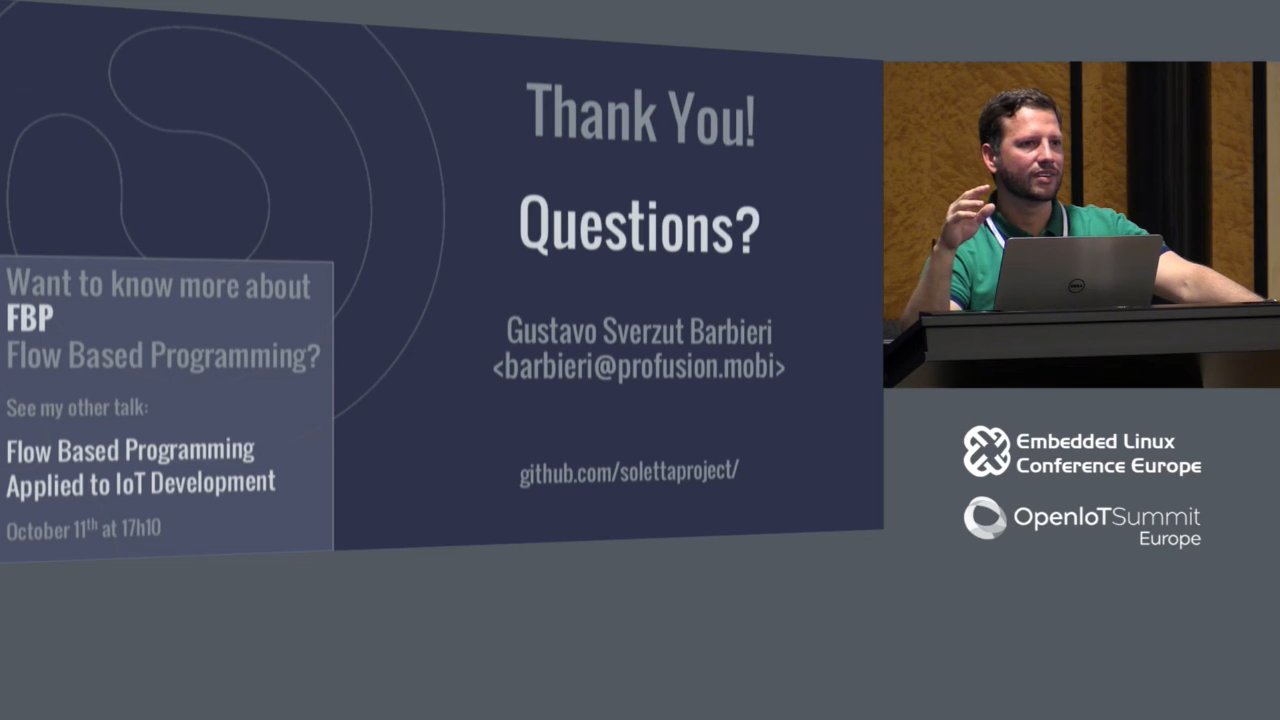 Thank You!
Questions?
Gustavo Sverzut Barbieri
<barbieri@profusion.mobi>
github.com/solettaproject/
Want to know more about
FBP
Flow Based Programming?
See my other talk:
Flow Based Programming
Applied to IoT Development
October 11th at 17h10
DELL
Embedded Linux
Conference Europe
OpenIoTSummit
Europe